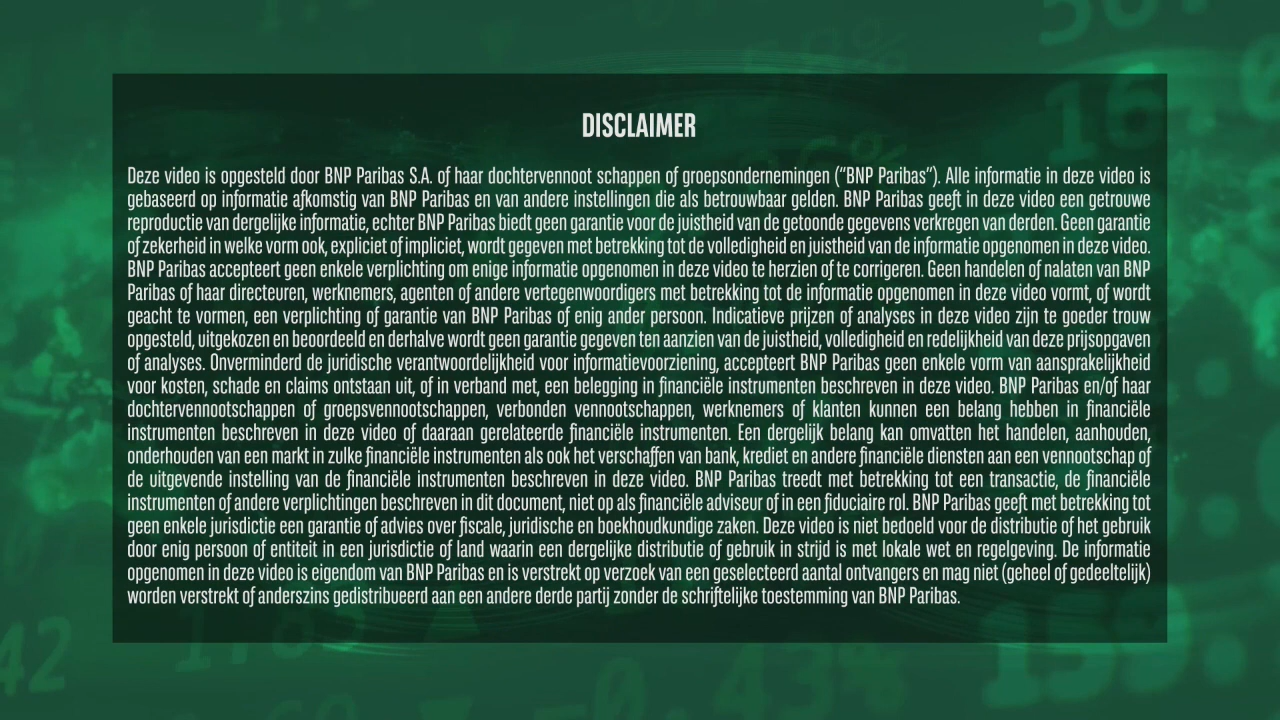 DISCLAIMER
Deze video is opgesteld door BNP Paribas S.A. of haar dochtervennoot schappen of groepsondernemingen (“BNP Paribas”). Alle informatie in deze video is
gebaseerd op informatie afkomstig van BNP Paribas en van andere instellingen die als betrouwbaar gelden. BNP Paribas geeft in deze video een getrouwe
reproductie van dergelijke informatie, echter BNP Paribas biedt geen garantie voor de juistheid van de getoonde gegevens verkregen van derden. Geen garantie
of zekerheid in welke vorm ook, expliciet of impliciet, wordt gegeven met betrekking tot de volledigheid en juistheid van de informatie opgenomen in deze video.
BNP Paribas accepteert geen enkele verplichting om enige informatie opgenomen in deze video te herzien of te corrigeren. Geen handelen of nalaten van BNP
Paribas of haar directeuren, werknemers, agenten of andere vertegenwoordigers met betrekking tot de informatie opgenomen in deze video vormt, of wordt
geacht te vormen, een verplichting of garantie van BNP Paribas of enig ander persoon. Indicatieve prijzen of analyses in deze video zijn te goeder trouw
opgesteld, uitgekozen en beoordeeld en derhalve wordt geen garantie gegeven ten aanzien van de juistheid, volledigheid en redelijkheid van deze prijsopgaven
of analyses. Onverminderd de juridische verantwoordelijkheid voor informatievoorziening, accepteert BNP Paribas geen enkele vorm van aansprakelijkheid
voor kosten, schade en claims ontstaan uit, of in verband met, een belegging in financiële instrumenten beschreven in deze video. BNP Paribas en/of haar
dochtervennootschappen of groepsvennootschappen, verbonden vennootschappen, werknemers of klanten kunnen een belang hebben in financiële
instrumenten beschreven in deze video of daaraan gerelateerde financiële instrumenten. Een dergelijk belang kan omvatten het handelen, aanhouden,
onderhouden van een markt in zulke financiële instrumenten als ook het verschaffen van bank, krediet en andere financiële diensten aan een vennootschap of
de uitgevende instelling van de financiële instrumenten beschreven in deze video. BNP Paribas treedt met betrekking tot een transactie, de financiële
instrumenten of andere verplichtingen beschreven in dit document, niet op als financiële adviseur of in een fiduciaire rol. BNP Paribas geeft met betrekking tot
geen enkele jurisdictie een garantie of advies over fiscale, juridische en boekhoudkundige zaken. Deze video is niet bedoeld voor de distributie of het gebruik
door enig persoon of entiteit in een jurisdictie of land waarin een dergelijke distributie of gebruik in strijd is met lokale wet en regelgeving. De informatie
opgenomen in deze video is eigendom van BNP Paribas en is verstrekt op verzoek van een geselecteerd aantal ontvangers en mag niet (geheel of gedeeltelijk)
worden verstrekt of anderszins gedistribueerd aan een andere derde partij zonder de schriftelijke toestemming van BNP Paribas.
42
-0.43%
159.